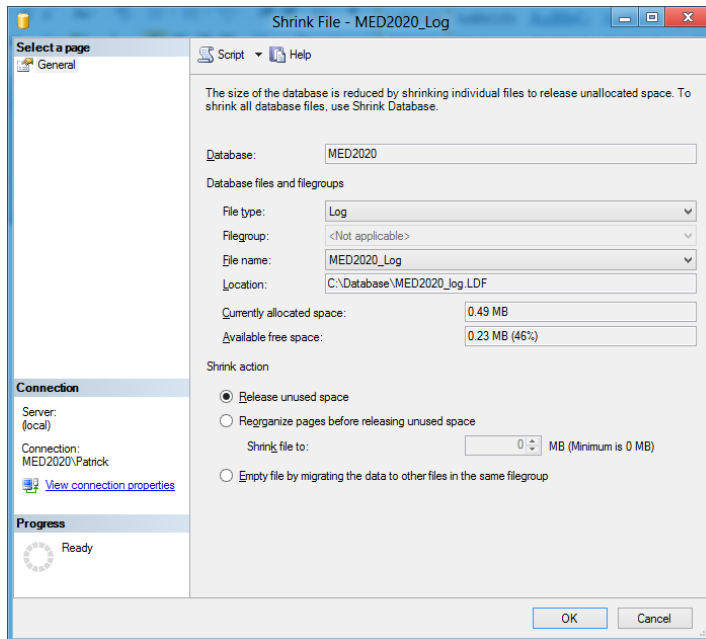 Shrink File - MED2020_Log
Select a page
General
Script
Help
The size of the database is reduced by shrinking individual files to release unallocated space. To
shrink all database files, use Shrink Database.
Database:
MED2020
Database files and filegroups
File type:
Log
Filegroup:
<Not applicable>
File name:
MED2020_Log
Location:
C:\Database\MED2020_log.LDF
Currently allocated space:
0.49 MB
Available free space:
0.23 MB (46%)
Shrink action
Release unused space
Reorganize pages before releasing unused space
Shrink file to:
0
MB (Minimum is 0 MB)
Empty file by migrating the data to other files in the same filegroup
Connection
Server:
(local)
Connection:
MED2020\Patrick
View connection properties
Progress
Ready
OK
Cancel